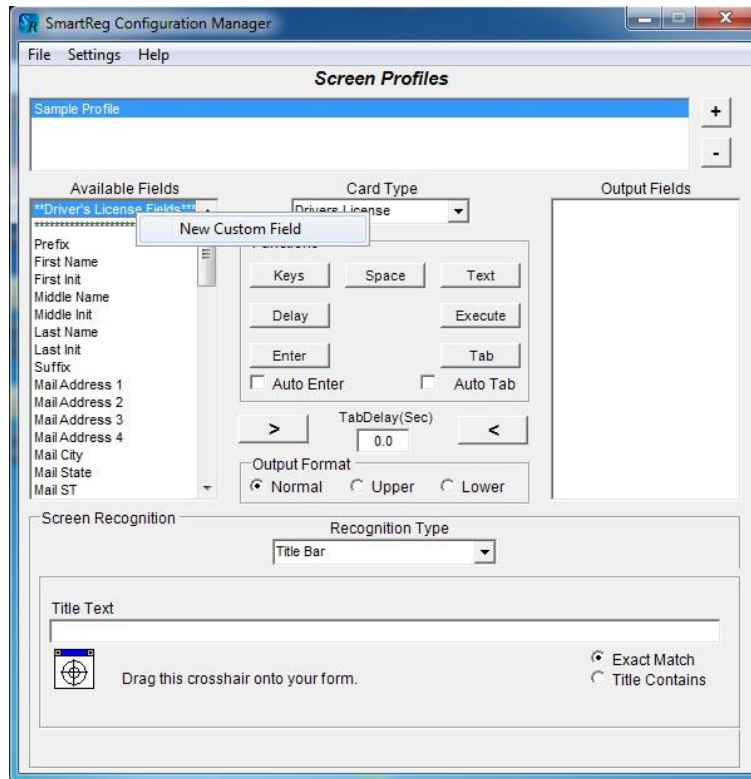 SR SmartReg Configuration Manager
File Settings Help
Screen Profiles
Sample Profile
+
-
Available Fields
**Driver's License Fields***
Prefix
First Name
First Init
Middle Name
Middle Init
Last Name
Last Init
Suffix
Mail Address 1
Mail Address 2
Mail Address 3
Mail Address 4
Mail City
Mail State
Mail ST
New Custom Field
Card Type
Drivers License
Functions
Keys Space Text
Delay Execute
Enter Tab
Auto Enter Auto Tab
> TabDelay(Sec) <
0.0
Output Format
Normal Upper Lower
Output Fields
Screen Recognition
Recognition Type
Title Bar
Title Text
Drag this crosshair onto your form.
Exact Match
Title Contains